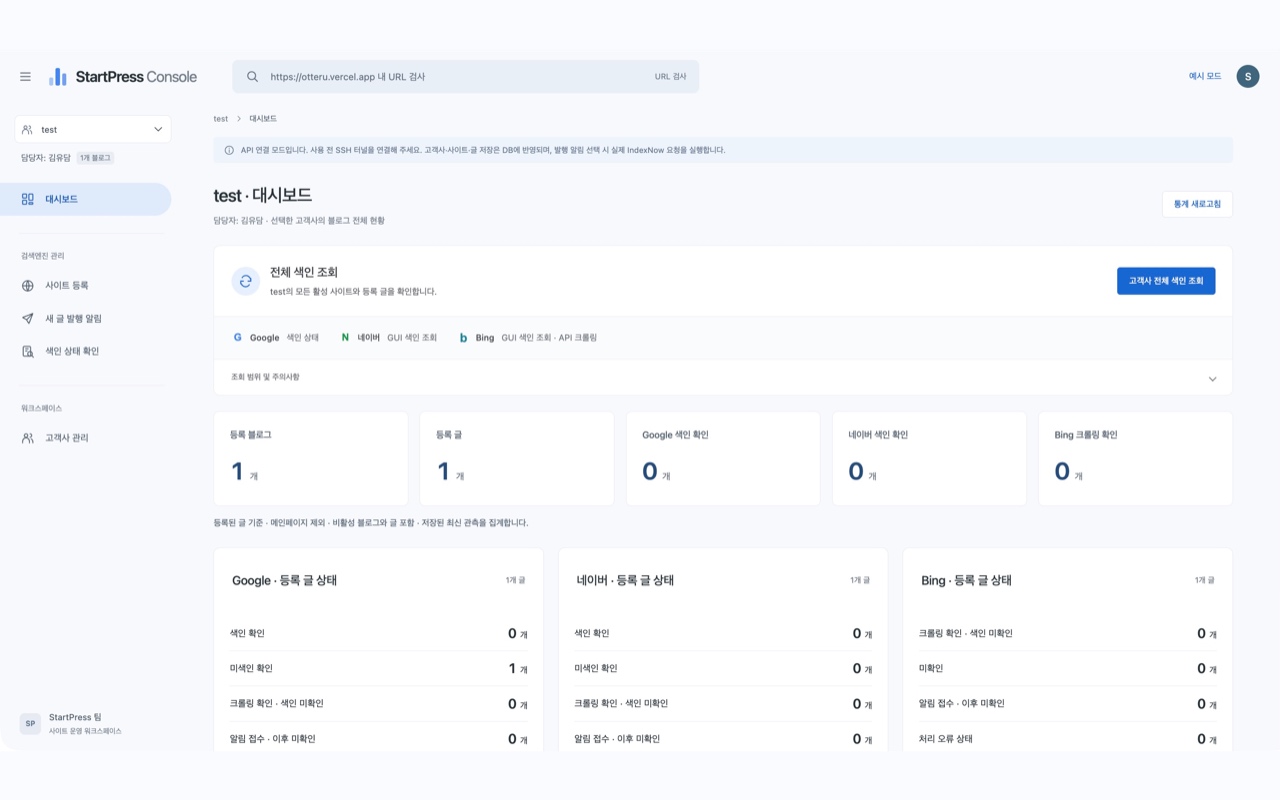 StartPress Console
https://otteru.vercel.app 내 URL 검사
URL 검사
예시 모드
S
test
담당자: 김유담
1개 블로그
대시보드
검색엔진 관리
사이트 등록
새 글 발행 알림
색인 상태 확인
워크스페이스
고객사 관리
SP
StartPress 팀
사이트 운영 워크스페이스
test > 대시보드
API 연결 모드입니다. 사용 전 SSH 터널을 연결해 주세요. 고객사·사이트·글 저장은 DB에 반영되며, 발행 알림 선택 시 실제 IndexNow 요청을 실행합니다.
test · 대시보드
담당자: 김유담 · 선택한 고객사의 블로그 전체 현황
통계 새로고침
전체 색인 조회
test의 모든 활성 사이트와 등록 글을 확인합니다.
고객사 전체 색인 조회
G Google 색인 상태
N 네이버 GUI 색인 조회
b Bing GUI 색인 조회 · API 크롤링
조회 범위 및 주의사항
등록 블로그
1 개
등록 글
1 개
Google 색인 확인
0 개
네이버 색인 확인
0 개
Bing 크롤링 확인
0 개
등록된 글 기준 · 메인페이지 제외 · 비활성 블로그와 글 포함 · 저장된 최신 관측을 집계합니다.
Google · 등록 글 상태
1개 글
색인 확인 0 개
미색인 확인 1 개
크롤링 확인 · 색인 미확인 0 개
알림 접수 · 이후 미확인 0 개
네이버 · 등록 글 상태
1개 글
색인 확인 0 개
미색인 확인 0 개
크롤링 확인 · 색인 미확인 0 개
알림 접수 · 이후 미확인 0 개
Bing · 등록 글 상태
1개 글
크롤링 확인 · 색인 미확인 0 개
미확인 0 개
알림 접수 · 이후 미확인 0 개
처리 오류 상태 0 개